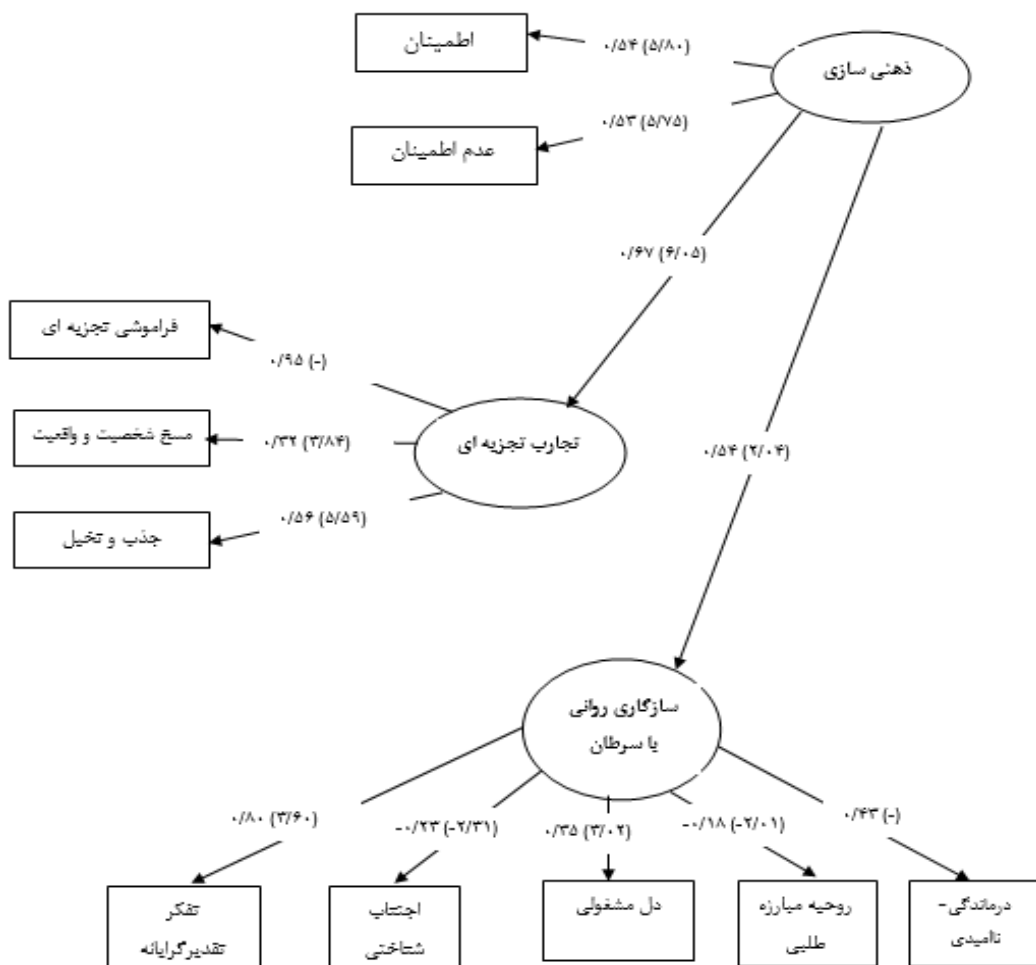 اطمینان
۰/۵۴ (۵/۸۰)
ذهنی سازی
عدم اطمینان
۰/۵۳ (۵/۷۵)
۰/۶۷ (۶/۰۵)
فراموشی تجزیه ای
۰/۹۵ (-)
مسخ شخصیت و واقعیت
۰/۳۲ (۳/۸۴)
تجارب تجزیه ای
۰/۵۴ (۲/۰۴)
جذب و تخیل
۰/۵۶ (۵/۵۹)
سازگاری روانی
با سرطان
۰/۴۳ (-)
-۰/۱۸ (-۲/۰۱)
۰/۳۵ (۳/۰۲)
-۰/۲۳ (-۲/۳۱)
۰/۸۰ (۳/۶۰)
درماندگی-
ناامیدی
روحیه مبارزه
طلبی
دل مشغولی
اجتناب
شناختی
تفکر
تقدیرگرایانه